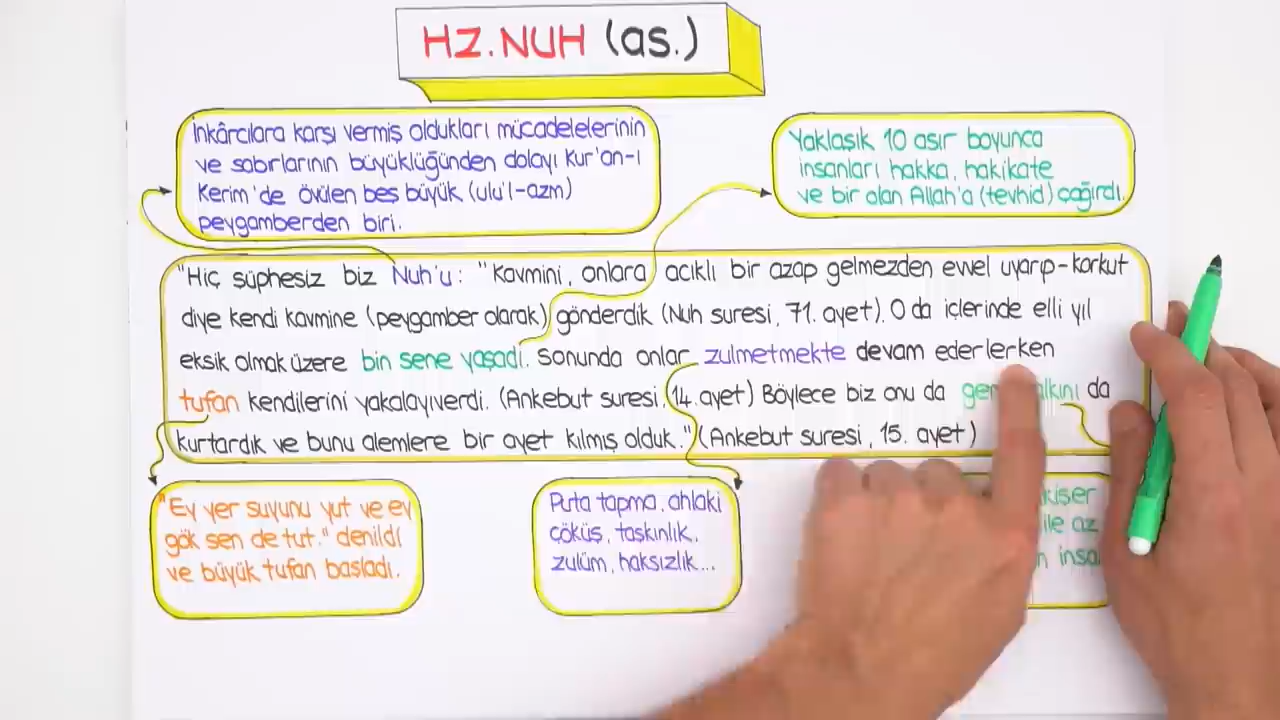 HZ. NUH (as.)
İnkârcılara karşı vermiş oldukları mücadelelerinin
ve sabırlarının büyüklüğünden dolayı Kur'an-ı
Kerim'de övülen beş büyük (ulu'l-azm)
peygamberden biri.
Yaklaşık 10 asır boyunca
insanları hakka, hakikate
ve bir olan Allah'a (tevhid) çağırdı.
"Hiç şüphesiz biz Nuh'u: "Kavmini, onlara acıklı bir azap gelmezden evvel uyarıp-korkut
diye kendi kavmine (peygamber olarak) gönderdik (Nuh suresi, 71. ayet). O da içlerinde elli yıl
eksik olmak üzere bin sene yaşadı. Sonunda onlar zulmetmekte devam ederlerken
tufan kendilerini yakalayıverdi. (Ankebut suresi, 14. ayet) Böylece biz onu da da
kurtardık ve bunu alemlere bir ayet kılmış olduk." (Ankebut suresi, 15. ayet)
"Ey yer suyunu yut ve ey
gök sen de tut." denildi
ve büyük tufan başladı.
Puta tapma, ahlaki
çöküş, taşkınlık,
zulüm, haksızlık...
ile az